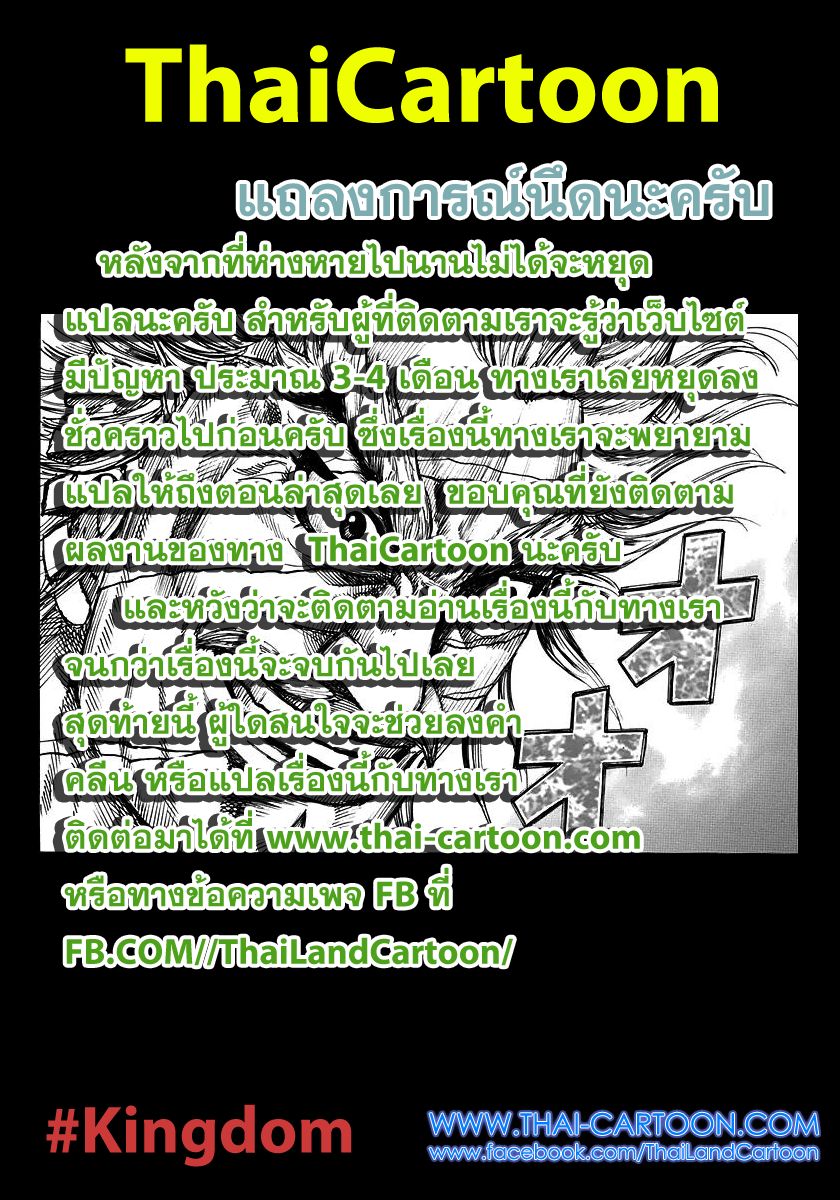 ThaiCartoon
แถลงการณ์นึดนะครับ
หลังจากที่ห่างหายไปนานไม่ได้จะหยุด
แปลนะครับ สำหรับผู้ที่ติดตามเราจะรู้ว่าเว็บไซต์
มีปัญหา ประมาณ 3-4 เดือน ทางเราเลยหยุดลง
ชั่วคราวไปก่อนครับ ซึ่งเรื่องนี้ทางเราจะพยายาม
แปลให้ถึงตอนล่าสุดเลย ขอบคุณที่ยังติดตาม
ผลงานของทาง ThaiCartoon นะครับ
และหวังว่าจะติดตามอ่านเรื่องนี้กับทางเรา
จนกว่าเรื่องนี้จะจบกันไปเลย
สุดท้ายนี้ ผู้ใดสนใจจะช่วยลงคำ
คลีน หรือแปลเรื่องนี้กับทางเรา
ติดต่อมาได้ที่ www.thai-cartoon.com
หรือทางข้อความเพจ FB ที่
FB.COM//ThaiLandCartoon/
オオ
#Kingdom
WWW.THAI-CARTOON.COM
www.facebook.com/ThaiLandCartoon